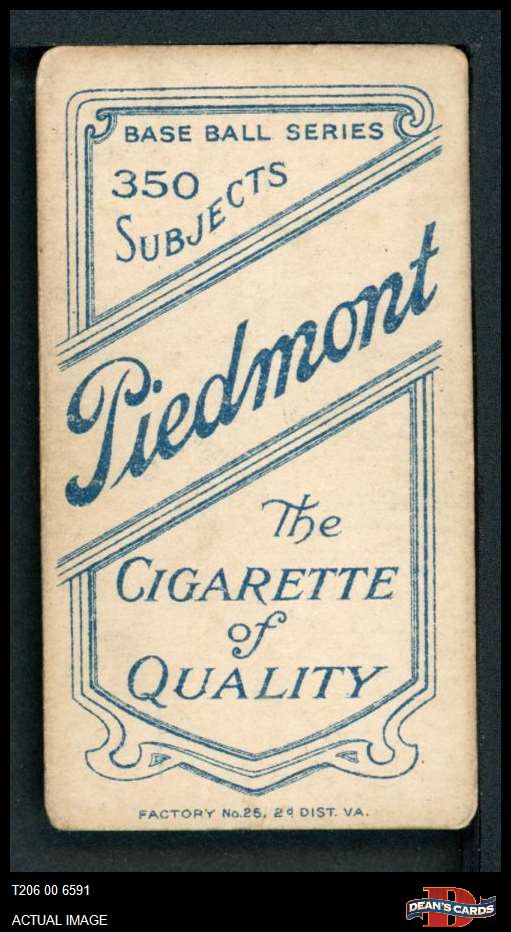 BASE BALL SERIES
350
SUBJECTS
Piedmont
The
CIGARETTE
of
QUALITY
FACTORY No.25, 2d DIST. VA.
T206 00 6591
ACTUAL IMAGE
D
DEAN'S CARDS